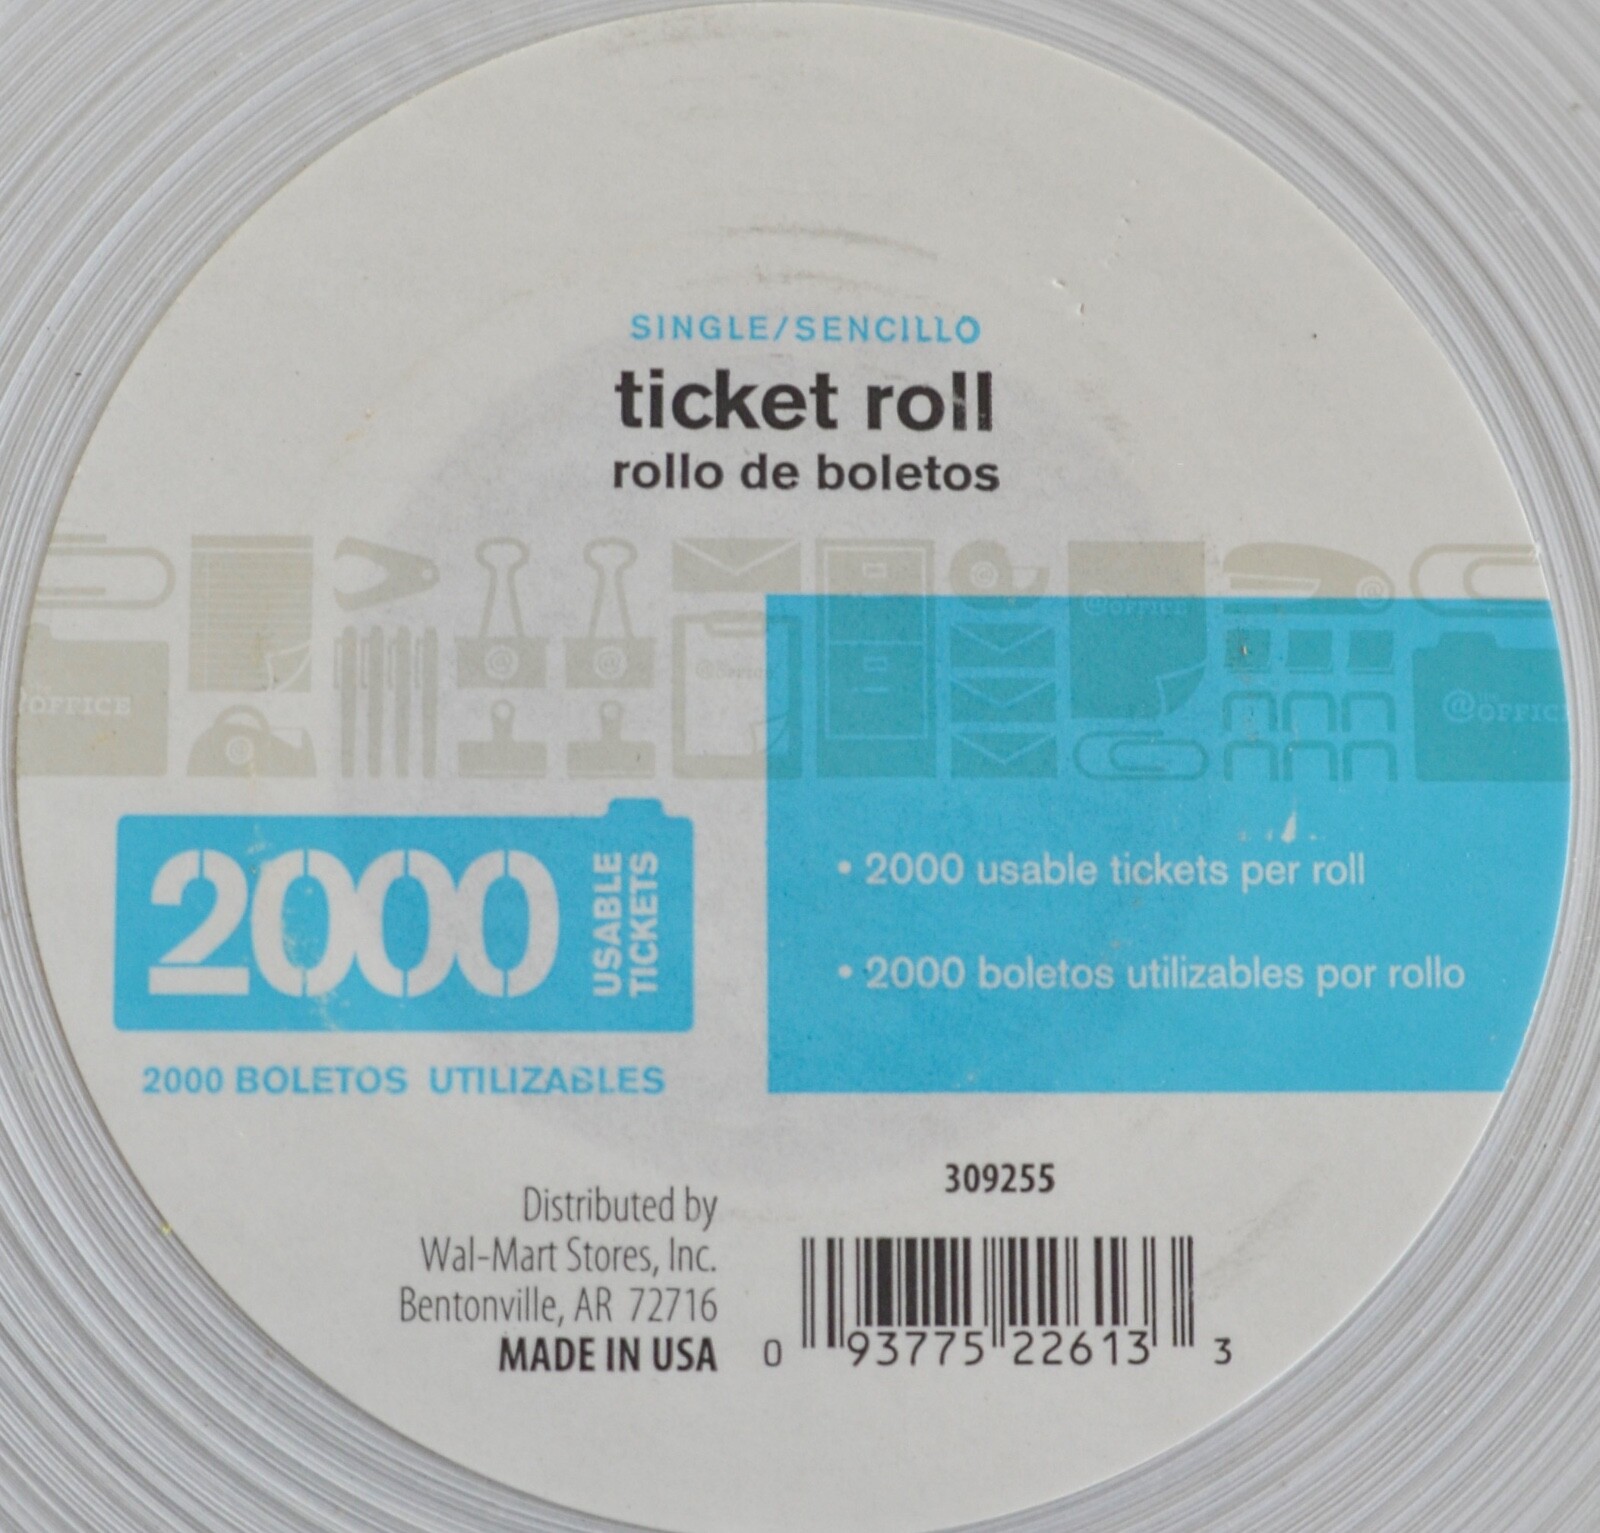 SINGLE/SENCILLO
ticket roll
rollo de boletos
@OFFICE
@THE OFFICE
OFFICE
2000 USABLE TICKETS
2000 BOLETOS UTILIZABLES
• 2000 usable tickets per roll
• 2000 boletos utilizables por rollo
309255
Distributed by
Wal-Mart Stores, Inc.
Bentonville, AR 72716
MADE IN USA
0 93775 22613 3